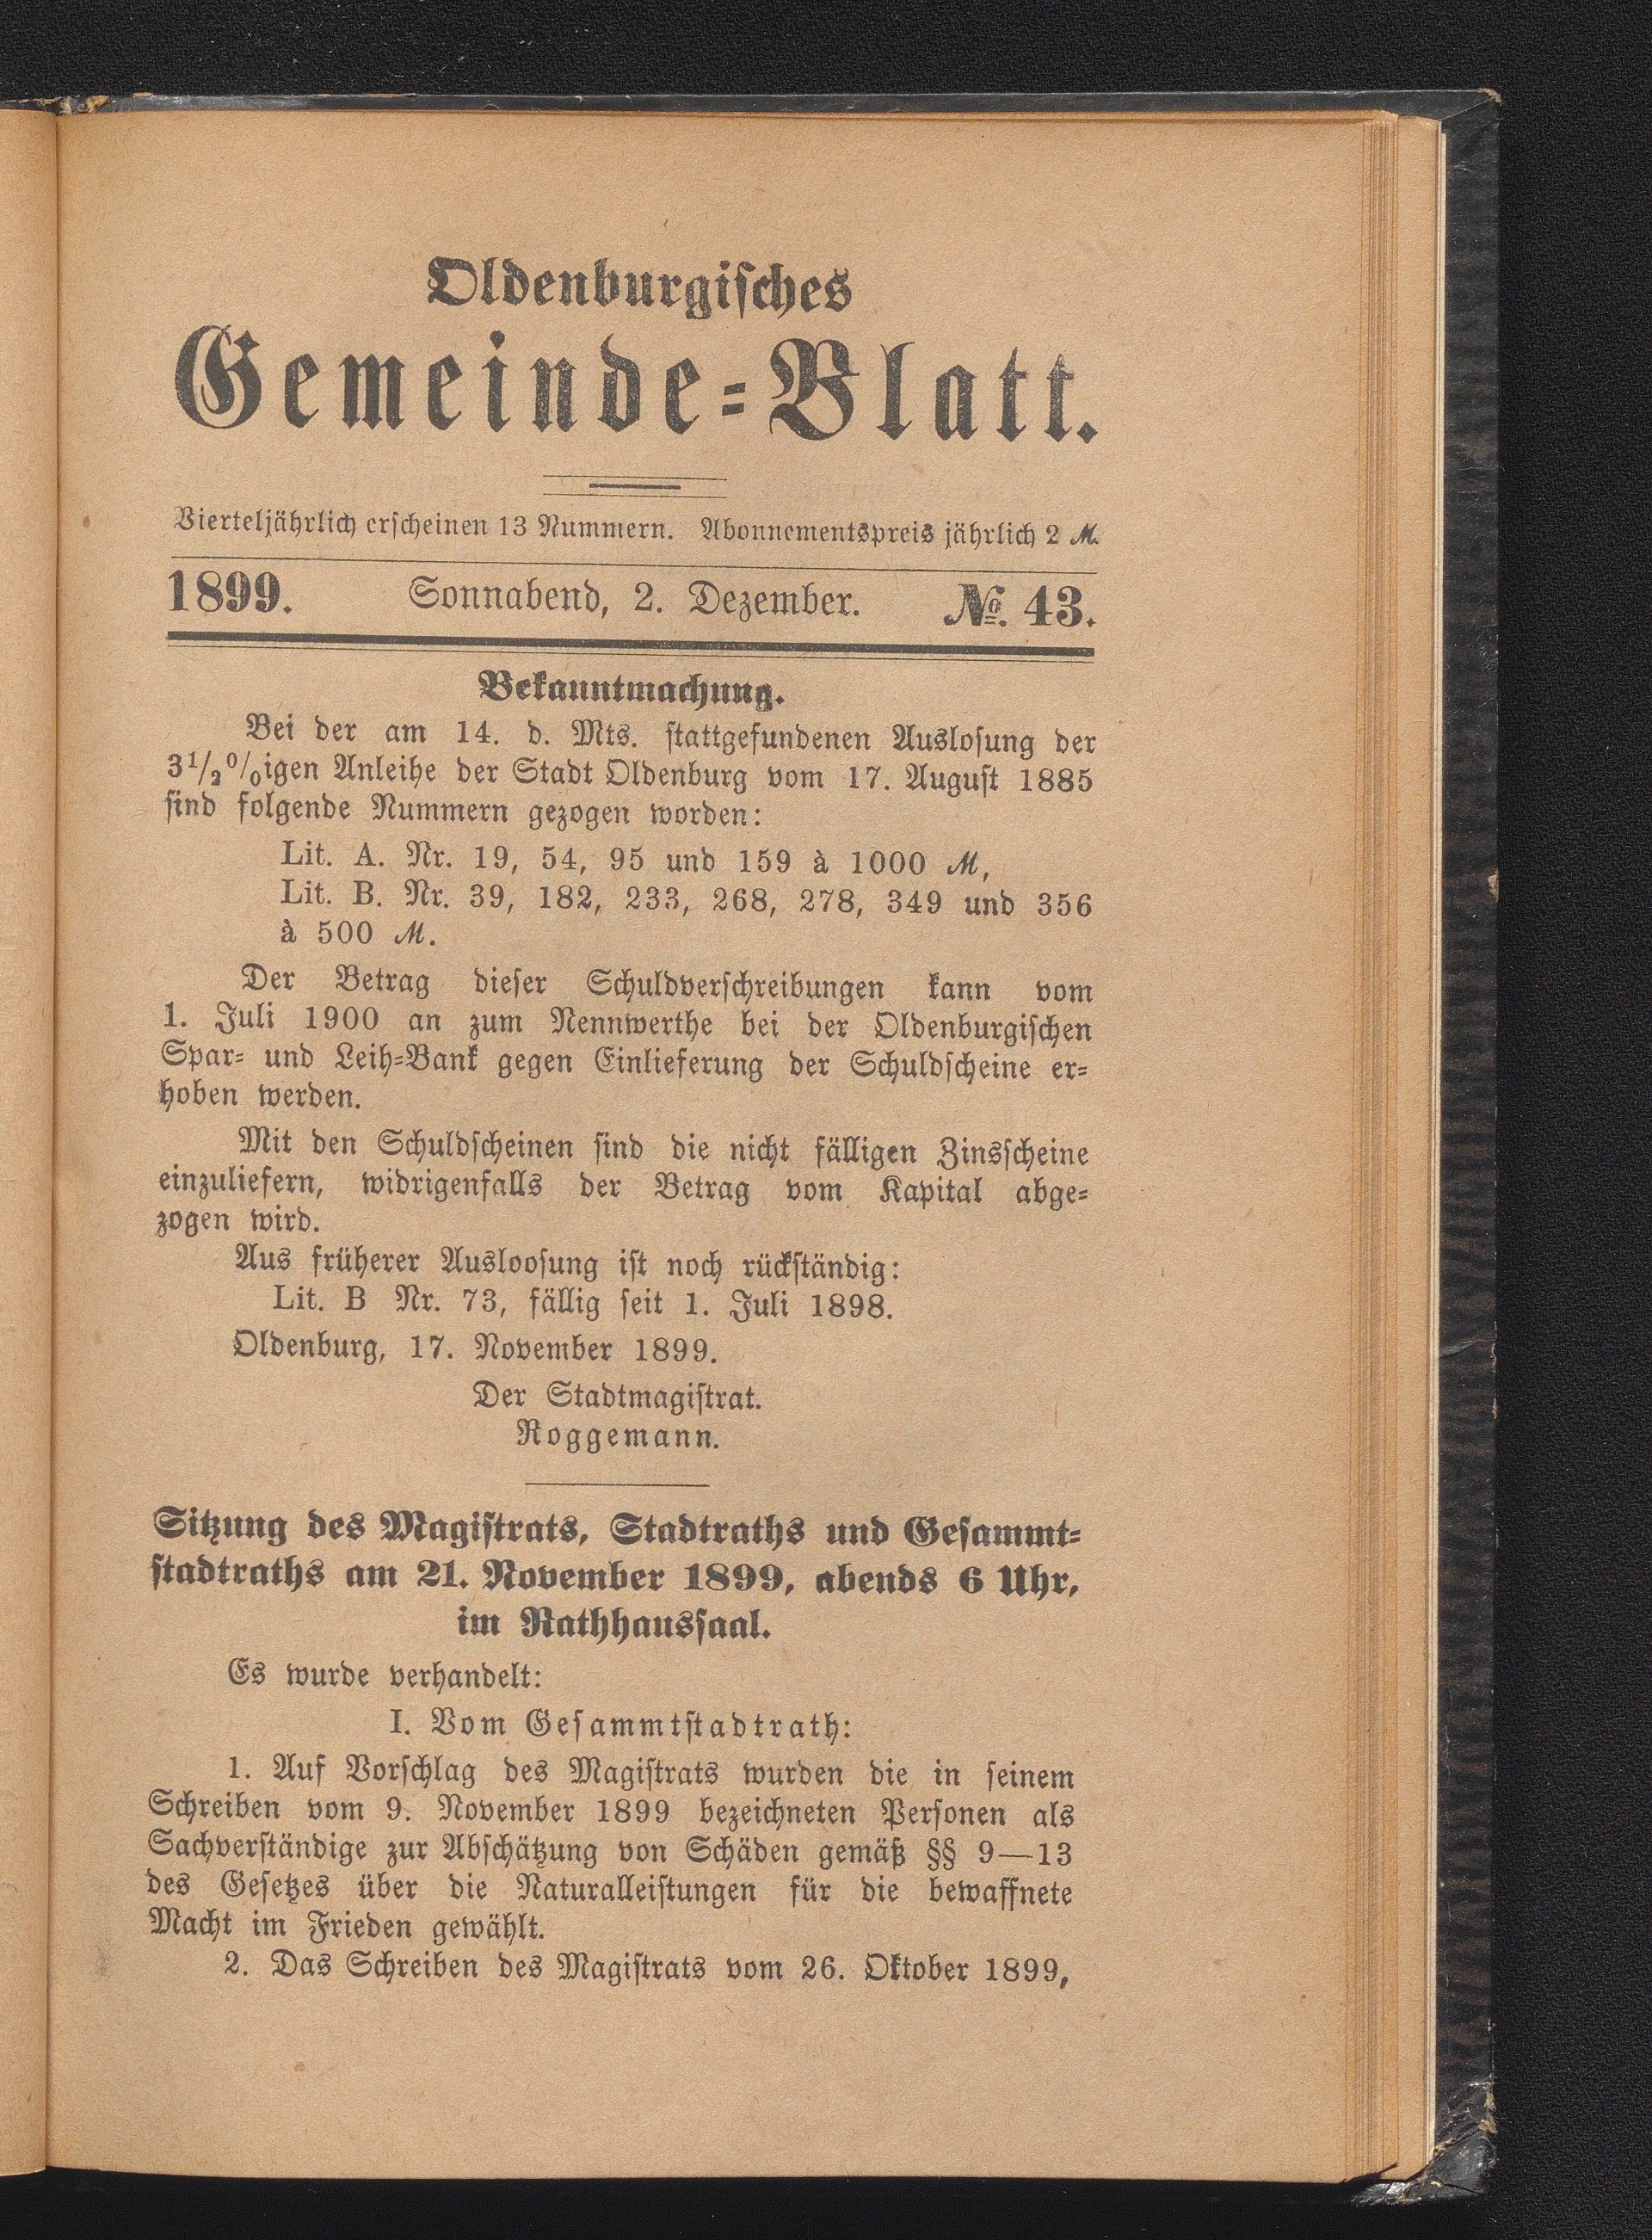 Oldenburgisches
Gemeinde-Blatt.
Vierteljährlich erscheinen 13 Nummern. Abonnementspreis jährlich 2 ℳ.
1899. Sonnabend, 2. Dezember. № 43.
Bekanntmachung.
Bei der am 14. d. Mts. stattgefundenen Auslosung der
3½%igen Anleihe der Stadt Oldenburg vom 17. August 1885
sind folgende Nummern gezogen worden:
Lit. A. Nr. 19, 54, 95 und 159 à 1000 ℳ,
Lit. B. Nr. 39, 182, 233, 268, 278, 349 und 356
à 500 ℳ.
Der Betrag dieser Schuldverschreibungen kann vom
1. Juli 1900 an zum Nennwerthe bei der Oldenburgischen
Spar- und Leih-Bank gegen Einlieferung der Schuldscheine er-
hoben werden.
Mit den Schuldscheinen sind die nicht fälligen Zinsscheine
einzuliefern, widrigenfalls der Betrag vom Kapital abge-
zogen wird.
Aus früherer Ausloosung ist noch rückständig:
Lit. B Nr. 73, fällig seit 1. Juli 1898.
Oldenburg, 17. November 1899.
Der Stadtmagistrat.
Roggemann.
Sitzung des Magistrats, Stadtraths und Gesammt-
stadtraths am 21. November 1899, abends 6 Uhr,
im Rathhaussaal.
Es wurde verhandelt:
I. Vom Gesammtstadtrath:
1. Auf Vorschlag des Magistrats wurden die in seinem
Schreiben vom 9. November 1899 bezeichneten Personen als
Sachverständige zur Abschätzung von Schäden gemäß §§ 9—13
des Gesetzes über die Naturalleistungen für die bewaffnete
Macht im Frieden gewählt.
2. Das Schreiben des Magistrats vom 26. Oktober 1899,